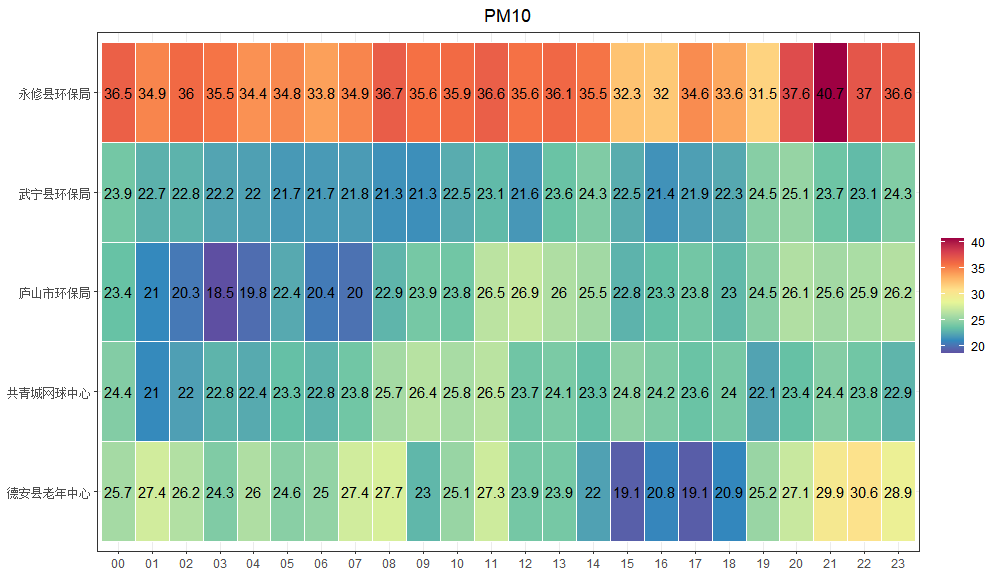 PM10
永修县环保局 36.5 34.9 36 35.5 34.4 34.8 33.8 34.9 36.7 35.6 35.9 36.6 35.6 36.1 35.5 32.3 32 34.6 33.6 31.5 37.6 40.7 37 36.6
武宁县环保局 23.9 22.7 22.8 22.2 22 21.7 21.7 21.8 21.3 21.3 22.5 23.1 21.6 23.6 24.3 22.5 21.4 21.9 22.3 24.5 25.1 23.7 23.1 24.3
庐山市环保局 23.4 21 20.3 18.5 19.8 22.4 20.4 20 22.9 23.9 23.8 26.5 26.9 26 25.5 22.8 23.3 23.8 23 24.5 26.1 25.6 25.9 26.2
共青城网球中心 24.4 21 22 22.8 22.4 23.3 22.8 23.8 25.7 26.4 25.8 26.5 23.7 24.1 23.3 24.8 24.2 23.6 24 22.1 23.4 24.4 23.8 22.9
德安县老年中心 25.7 27.4 26.2 24.3 26 24.6 25 27.4 27.7 23 25.1 27.3 23.9 23.9 22 19.1 20.8 19.1 20.9 25.2 27.1 29.9 30.6 28.9
00 01 02 03 04 05 06 07 08 09 10 11 12 13 14 15 16 17 18 19 20 21 22 23
40
35
30
25
20